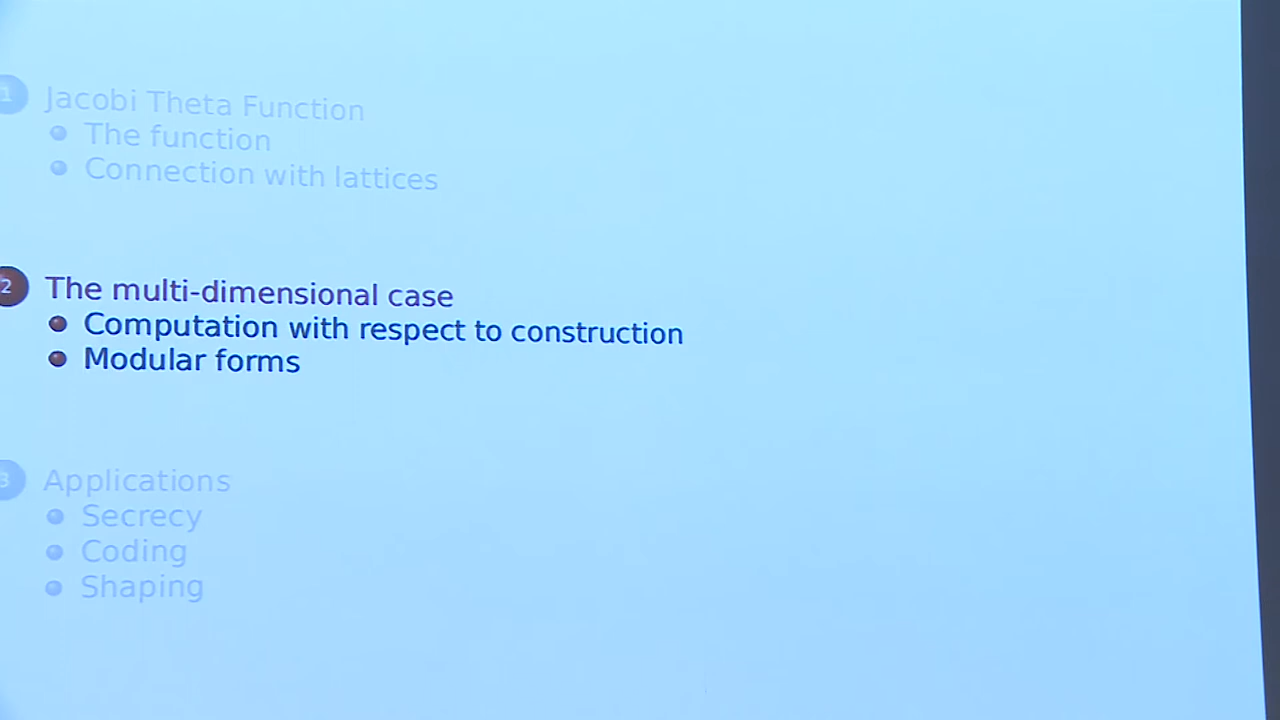 1 Jacobi Theta Function
The function
Connection with lattices
2 The multi-dimensional case
Computation with respect to construction
Modular forms
3 Applications
Secrecy
Coding
Shaping